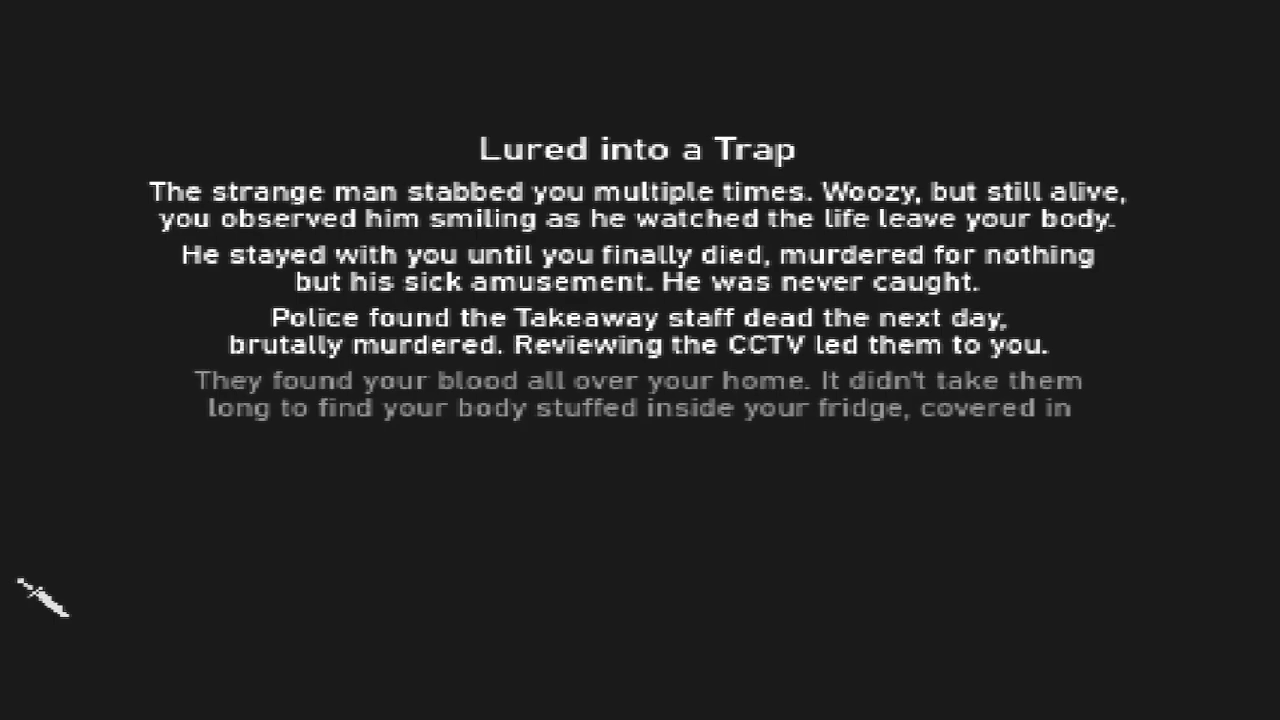 Lured into a Trap
The strange man stabbed you multiple times. Woozy, but still alive,
you observed him smiling as he watched the life leave your body.
He stayed with you until you finally died, murdered for nothing
but his sick amusement. He was never caught.
Police found the Takeaway staff dead the next day,
brutally murdered. Reviewing the CCTV led them to you.
They found your blood all over your home. It didn't take them
long to find your body stuffed inside your fridge, covered in